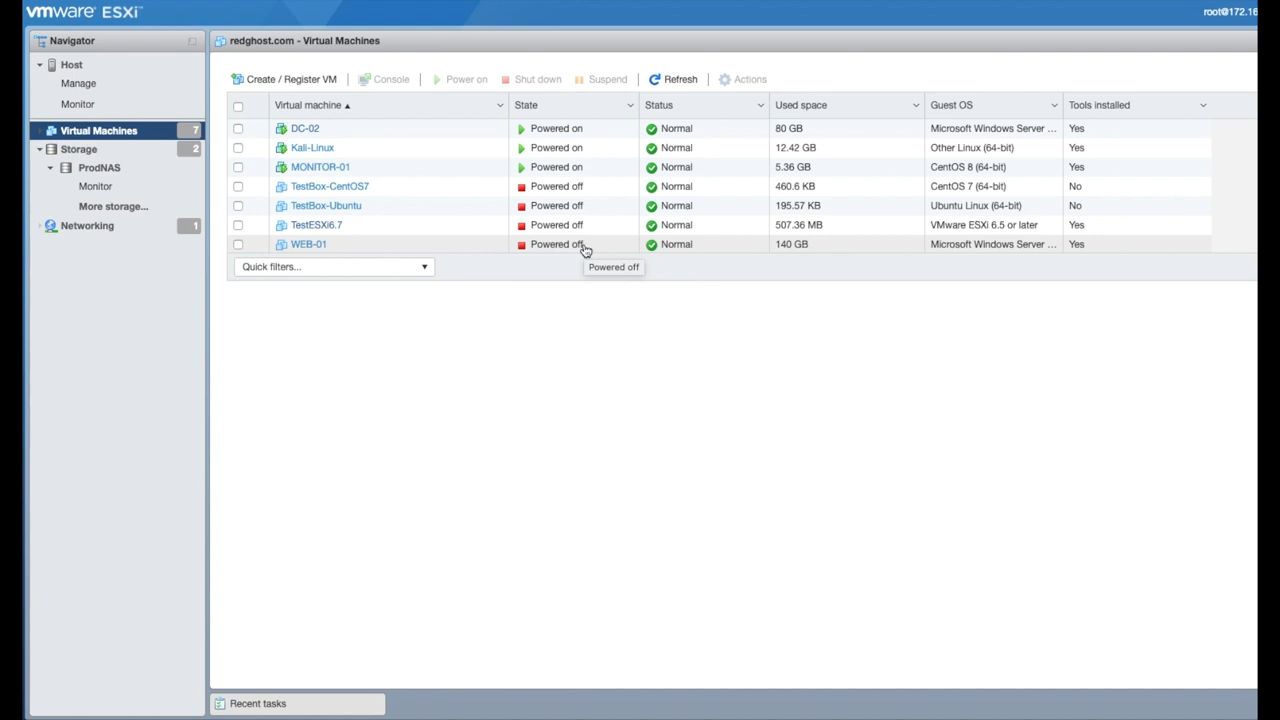 vmware ESXi™
root@172.16
Navigator
redghost.com - Virtual Machines
Host
Manage
Monitor
Virtual Machines 7
Storage 2
ProdNAS
Monitor
More storage...
Networking 1
Create / Register VM Console Power on Shut down Suspend Refresh Actions
Virtual machine State Status Used space Guest OS Tools installed
DC-02 Powered on Normal 80 GB Microsoft Windows Server ... Yes
Kali-Linux Powered on Normal 12.42 GB Other Linux (64-bit) Yes
MONITOR-01 Powered on Normal 5.36 GB CentOS 8 (64-bit) Yes
TestBox-CentOS7 Powered off Normal 460.6 KB CentOS 7 (64-bit) No
TestBox-Ubuntu Powered off Normal 195.57 KB Ubuntu Linux (64-bit) No
TestESXi6.7 Powered off Normal 507.36 MB VMware ESXi 6.5 or later Yes
WEB-01 Powered off Normal 140 GB Microsoft Windows Server ... Yes
Quick filters...
Powered off
Recent tasks